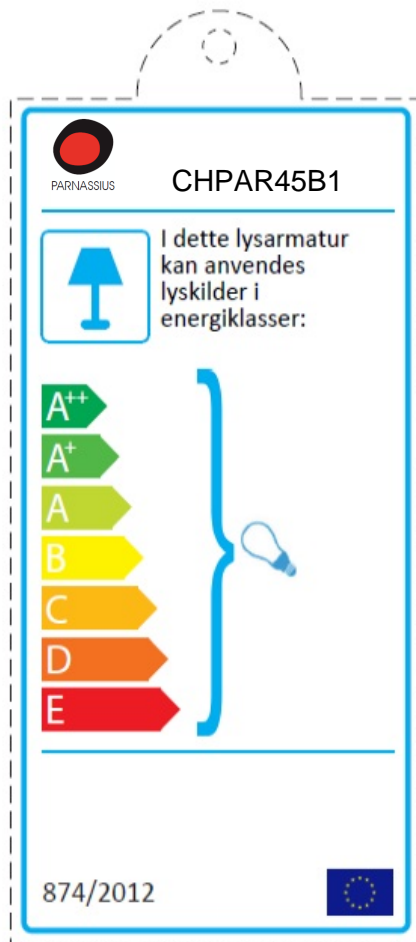 PARNASSIUS
CHPAR45B1
I dette lysarmatur
kan anvendes
lyskilder i
energiklasser:
A++
A+
A
B
C
D
E
874/2012